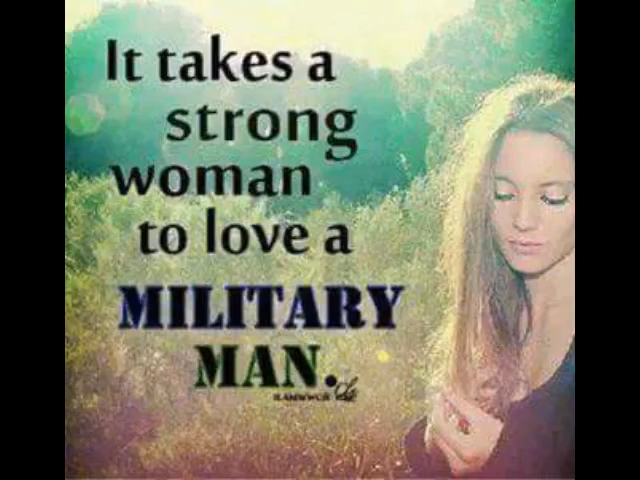 It takes a
strong
woman
to love a
MILITARY
MAN.